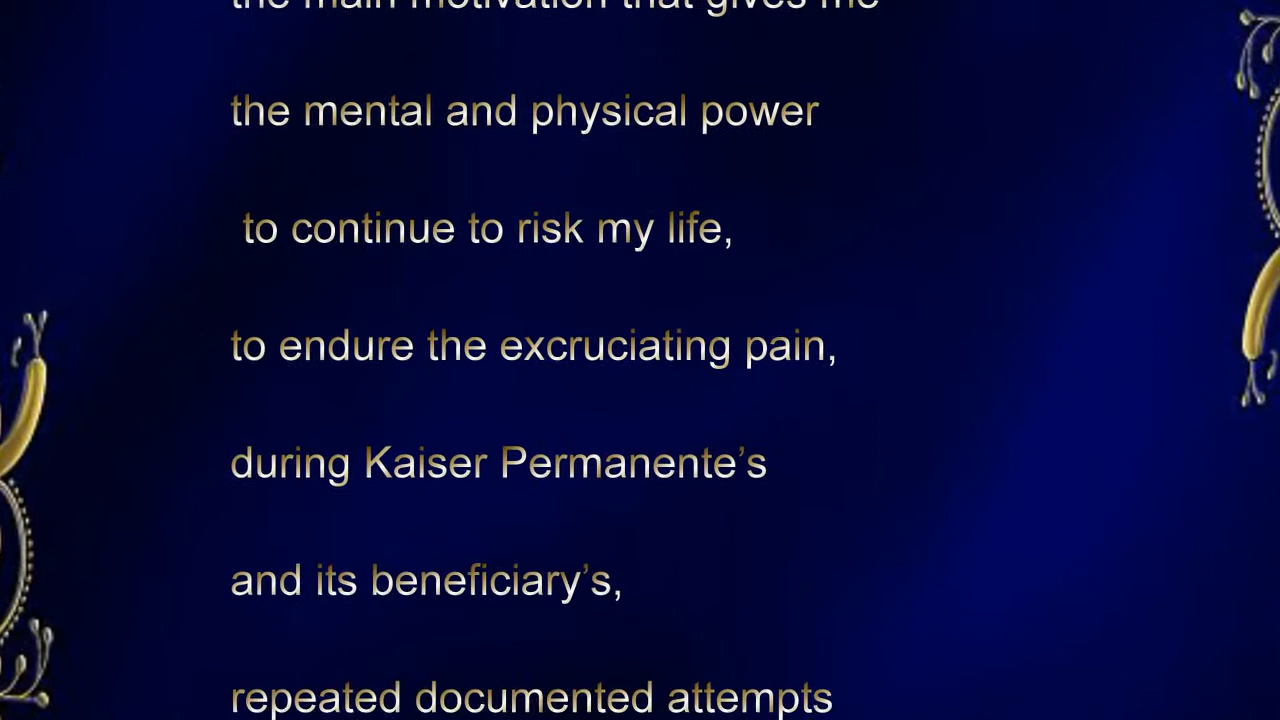 the main motivation that gives me
the mental and physical power
to continue to risk my life,
to endure the excruciating pain,
during Kaiser Permanente’s
and its beneficiary’s,
repeated documented attempts